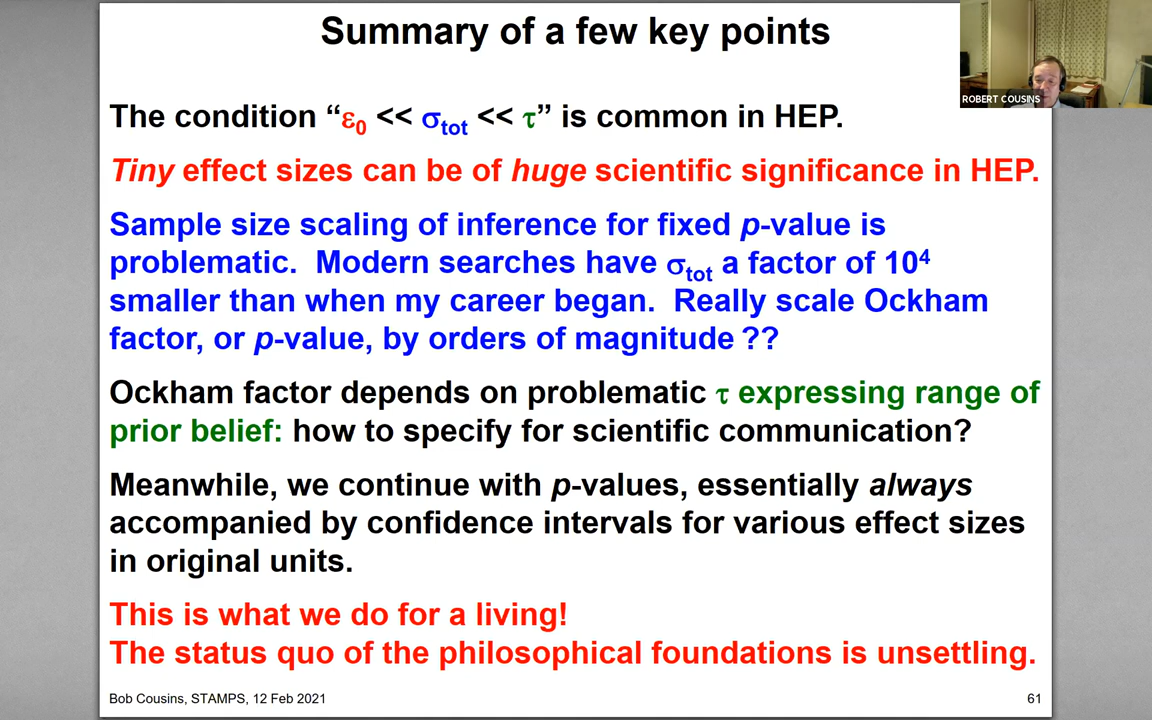 Summary of a few key points
ROBERT COUSINS
The condition “ε₀ << σtot << τ” is common in HEP.
Tiny effect sizes can be of huge scientific significance in HEP.
Sample size scaling of inference for fixed p-value is
problematic. Modern searches have σtot a factor of 10⁴
smaller than when my career began. Really scale Ockham
factor, or p-value, by orders of magnitude ??
Ockham factor depends on problematic τ expressing range of
prior belief: how to specify for scientific communication?
Meanwhile, we continue with p-values, essentially always
accompanied by confidence intervals for various effect sizes
in original units.
This is what we do for a living!
The status quo of the philosophical foundations is unsettling.
Bob Cousins, STAMPS, 12 Feb 2021
61